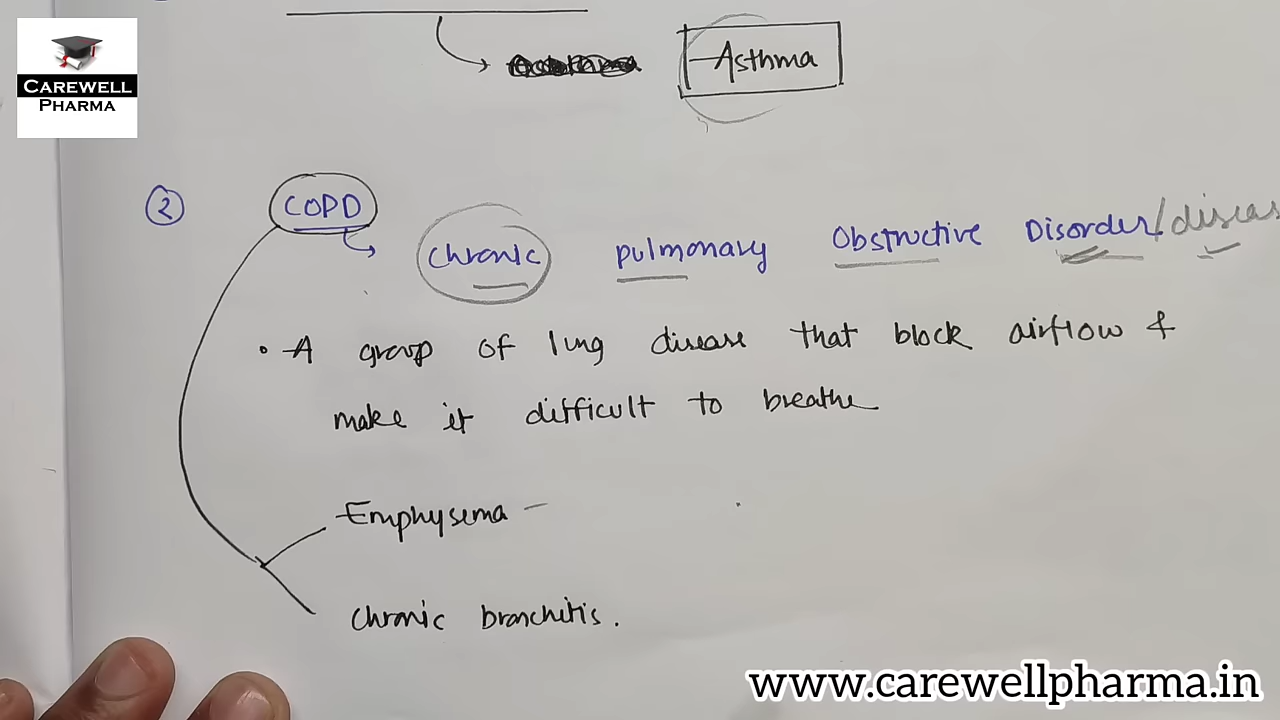 CAREWELL
PHARMA
Asthma
2 COPD
Chronic pulmonary Obstructive Disorder/diseas
• A group of lung disease that block airflow &
make it difficult to breathe
Emphysema -
Chronic bronchitis.
www.carewellpharma.in